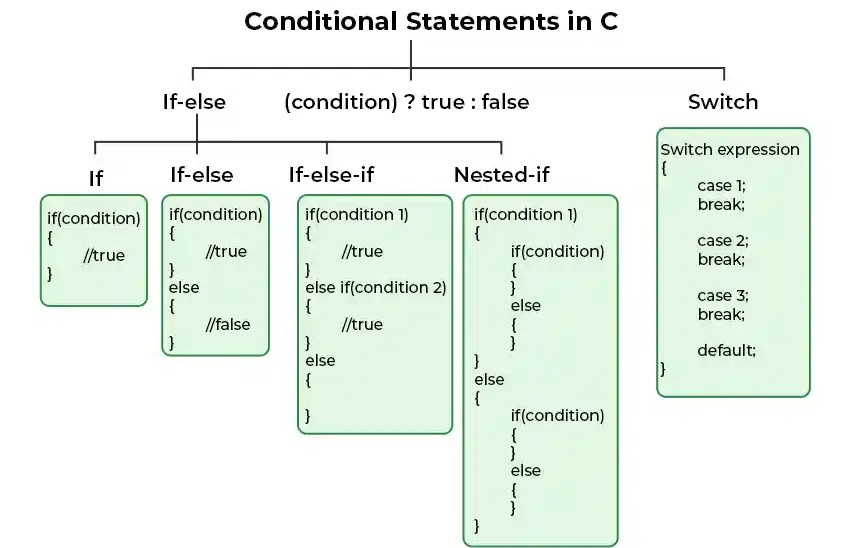 Conditional Statements in C
If-else
(condition) ? true : false
Switch
If
if(condition)
{
//true
}
If-else
if(condition)
{
//true
}
else
{
//false
}
If-else-if
if(condition 1)
{
//true
}
else if(condition 2)
{
//true
}
else
{
}
Nested-if
if(condition 1)
{
if(condition)
{
}
else
{
}
}
else
{
if(condition)
{
}
else
{
}
}
Switch expression
{
case 1;
break;
case 2;
break;
case 3;
break;
default;
}